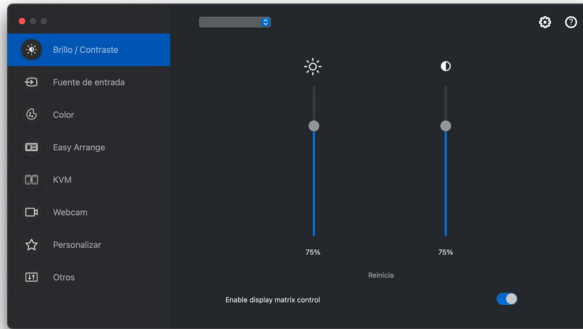 Brillo / Contraste
Fuente de entrada
Color
Easy Arrange
KVM
Webcam
Personalizar
Otros
75%
75%
Reinicia
Enable display matrix control